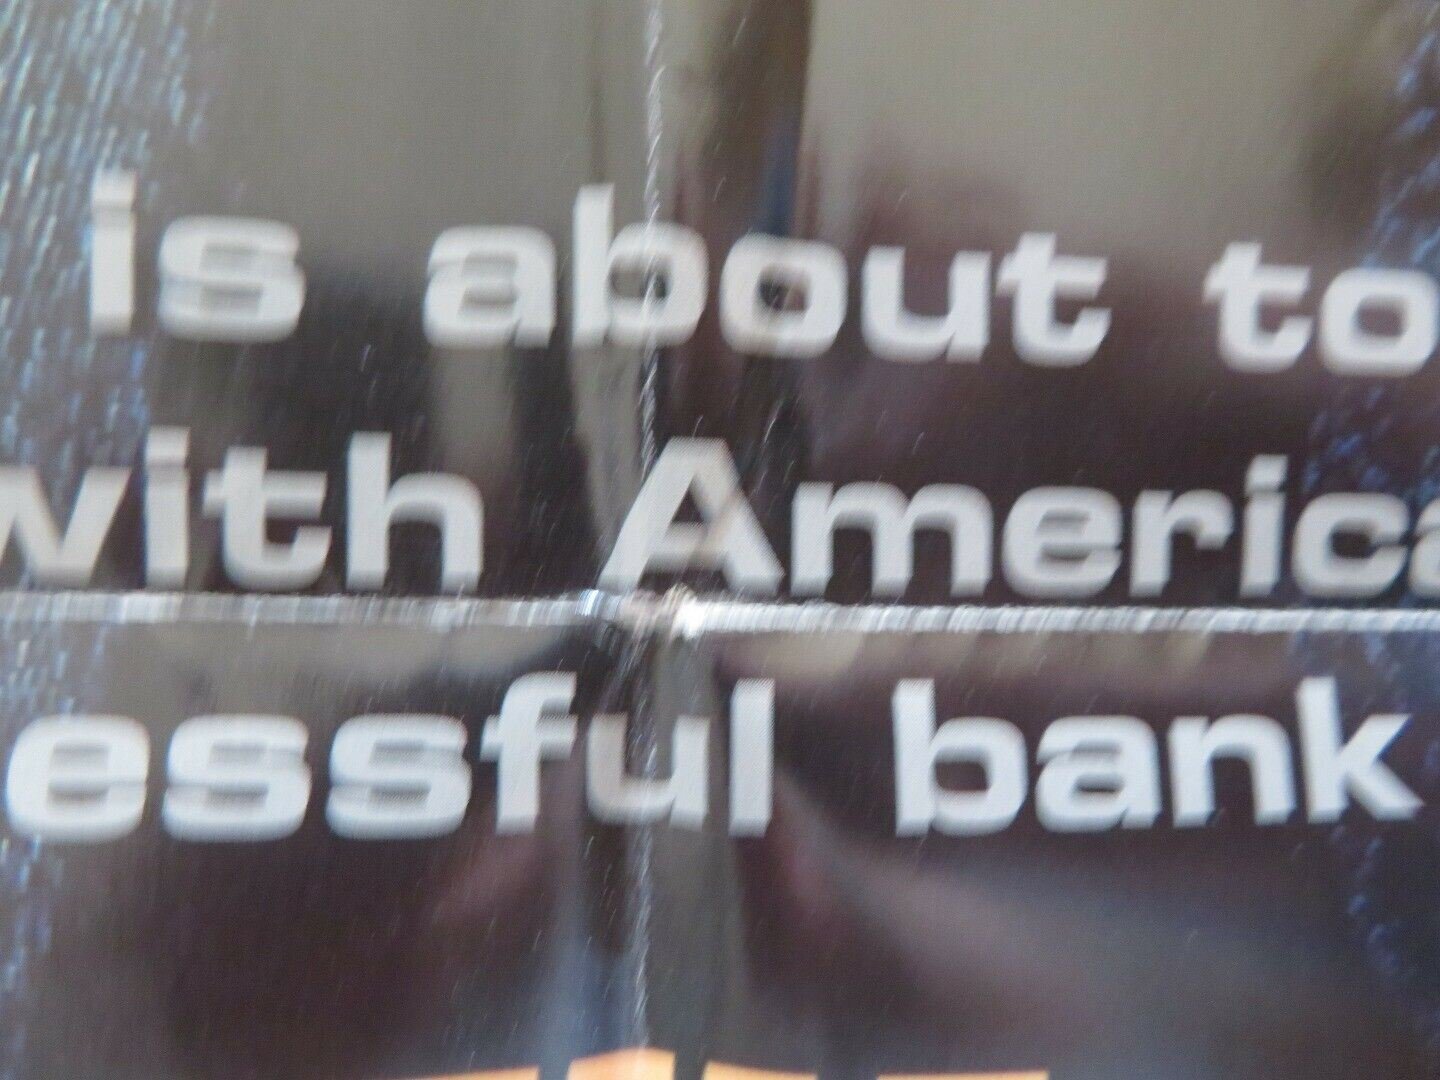 is about to
with America
essful bank